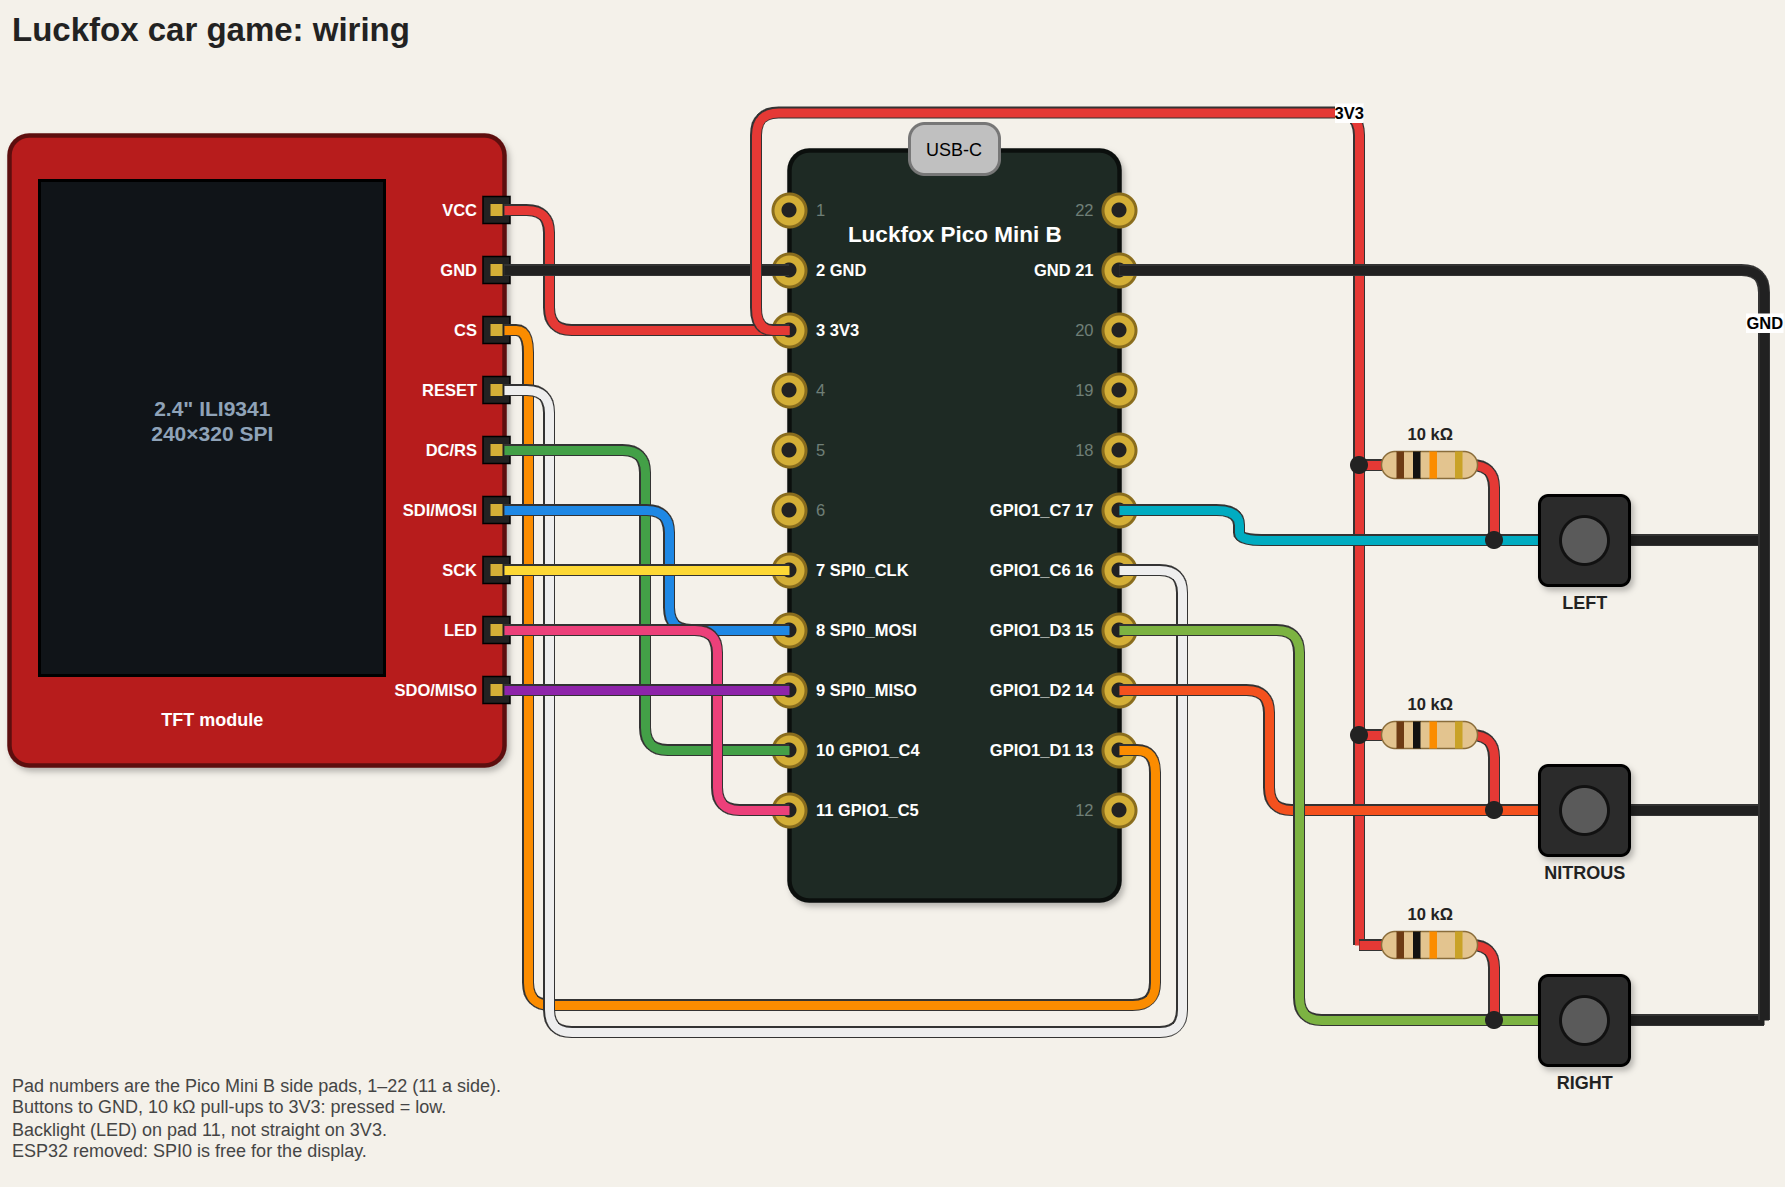 Luckfox car game: wiring
3V3
USB-C
VCC
GND
CS
RESET
DC/RS
SDI/MOSI
SCK
LED
SDO/MISO
2.4" ILI9341
240×320 SPI
TFT module
Luckfox Pico Mini B
1
2 GND
3 3V3
4
5
6
7 SPI0_CLK
8 SPI0_MOSI
9 SPI0_MISO
10 GPIO1_C4
11 GPIO1_C5
22
GND 21
20
19
18
GPIO1_C7 17
GPIO1_C6 16
GPIO1_D3 15
GPIO1_D2 14
GPIO1_D1 13
12
GND
10 kΩ
LEFT
10 kΩ
NITROUS
10 kΩ
RIGHT
Pad numbers are the Pico Mini B side pads, 1–22 (11 a side).
Buttons to GND, 10 kΩ pull-ups to 3V3: pressed = low.
Backlight (LED) on pad 11, not straight on 3V3.
ESP32 removed: SPI0 is free for the display.